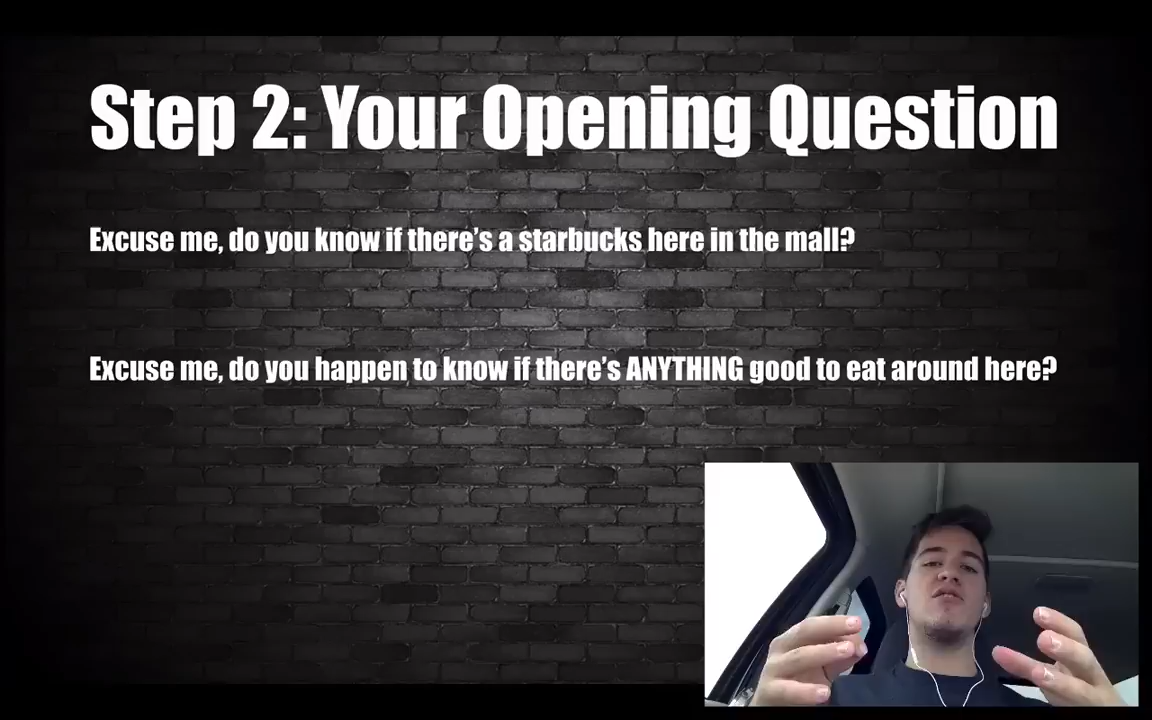 Step 2: Your Opening Question
Excuse me, do you know if there's a starbucks here in the mall?
Excuse me, do you happen to know if there's ANYTHING good to eat around here?